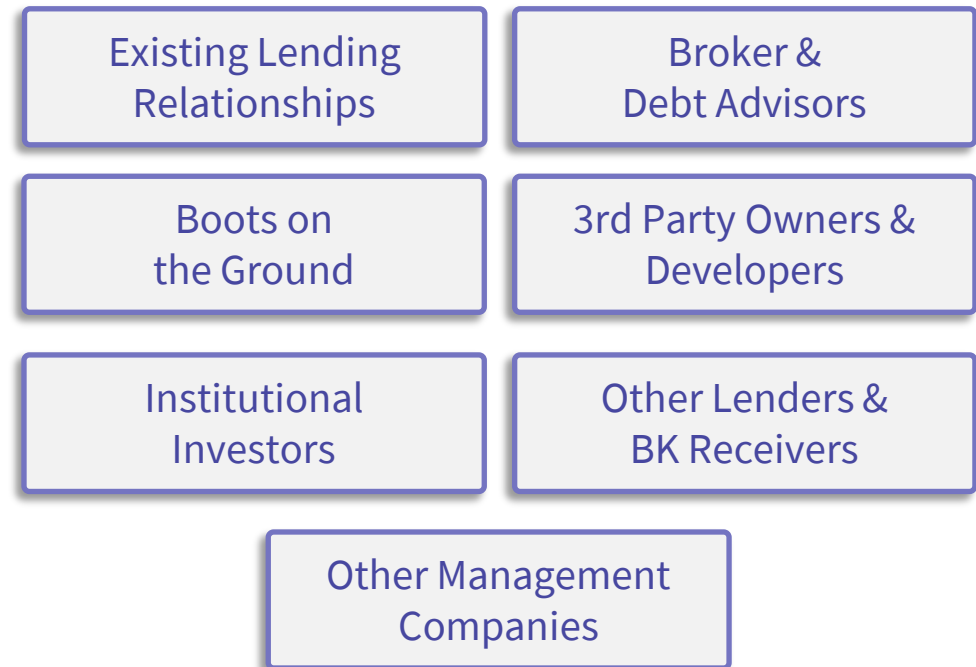 Existing Lending
Relationships
Broker &
Debt Advisors
Boots on
the Ground
3rd Party Owners &
Developers
Institutional
Investors
Other Lenders &
BK Receivers
Other Management
Companies